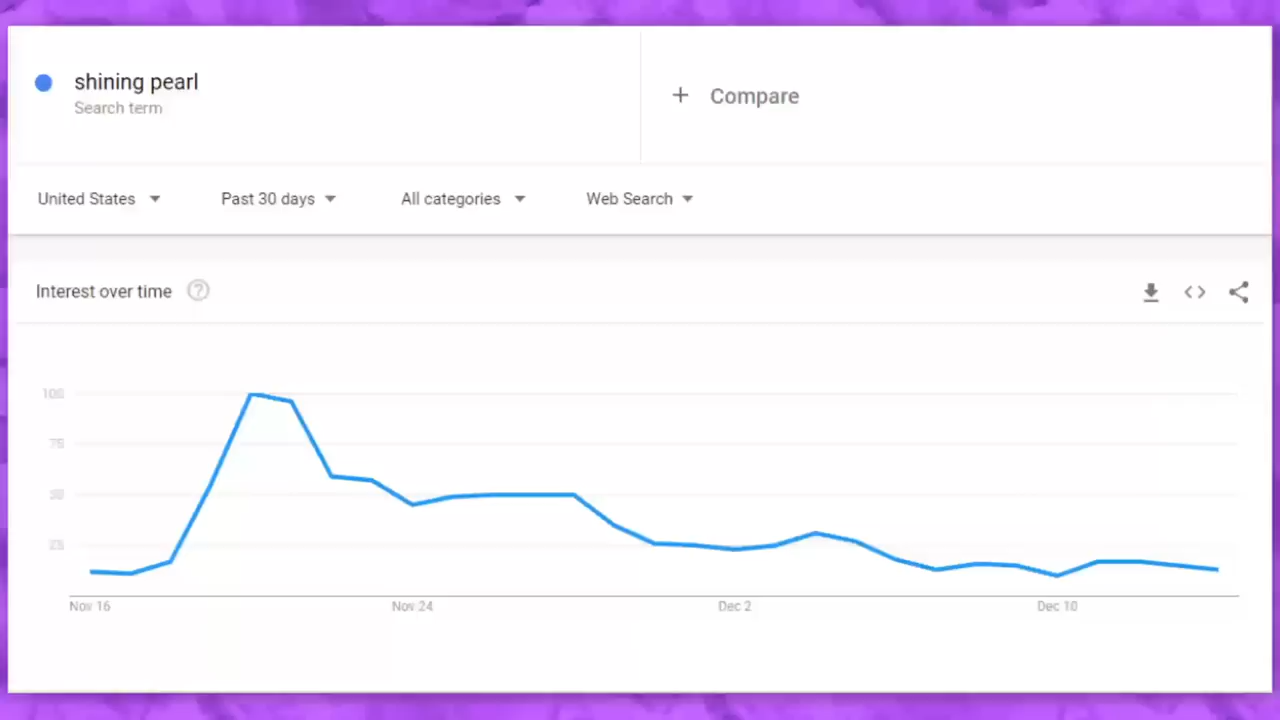 shining pearl
Search term
+ Compare
United States
Past 30 days
All categories
Web Search
Interest over time ?
100
75
50
25
Nov 16 Nov 24 Dec 2 Dec 10